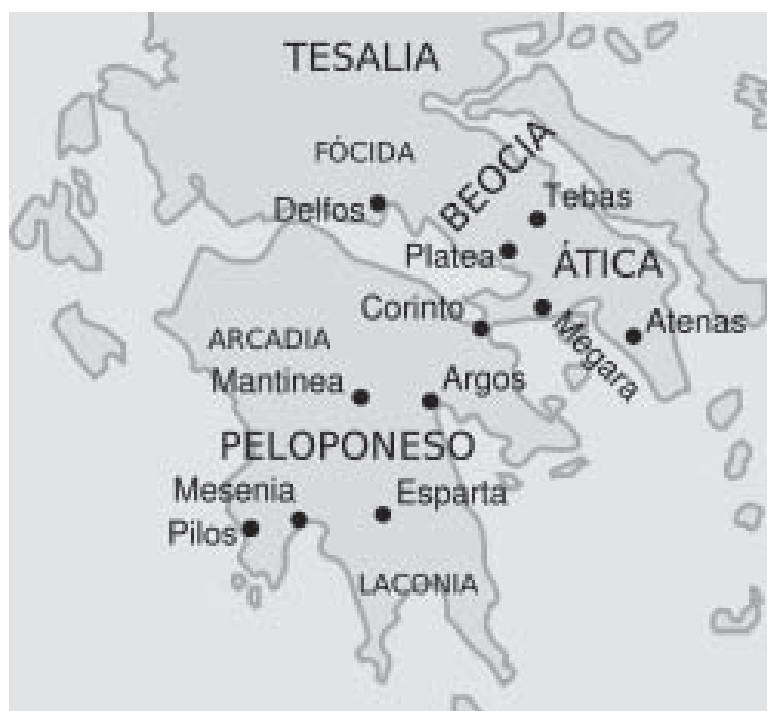 TESALIA
FÓCIDA
BEOCIA
Delfos
Tebas
Platea
ÁTICA
Corinto
Megara
Atenas
ARCADIA
Mantinea
Argos
PELOPONESO
Mesenia
Esparta
Pilos
LACONIA